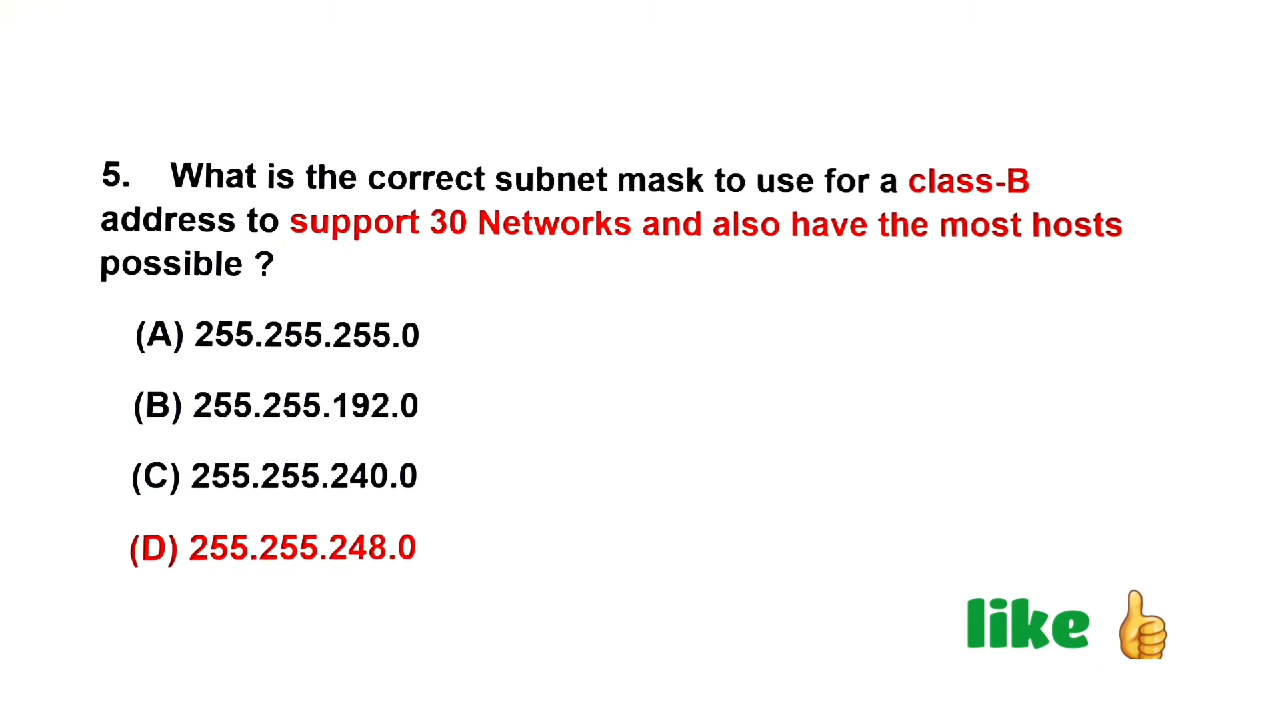 5. What is the correct subnet mask to use for a class-B
address to support 30 Networks and also have the most hosts
possible ?
(A) 255.255.255.0
(B) 255.255.192.0
(C) 255.255.240.0
(D) 255.255.248.0
like